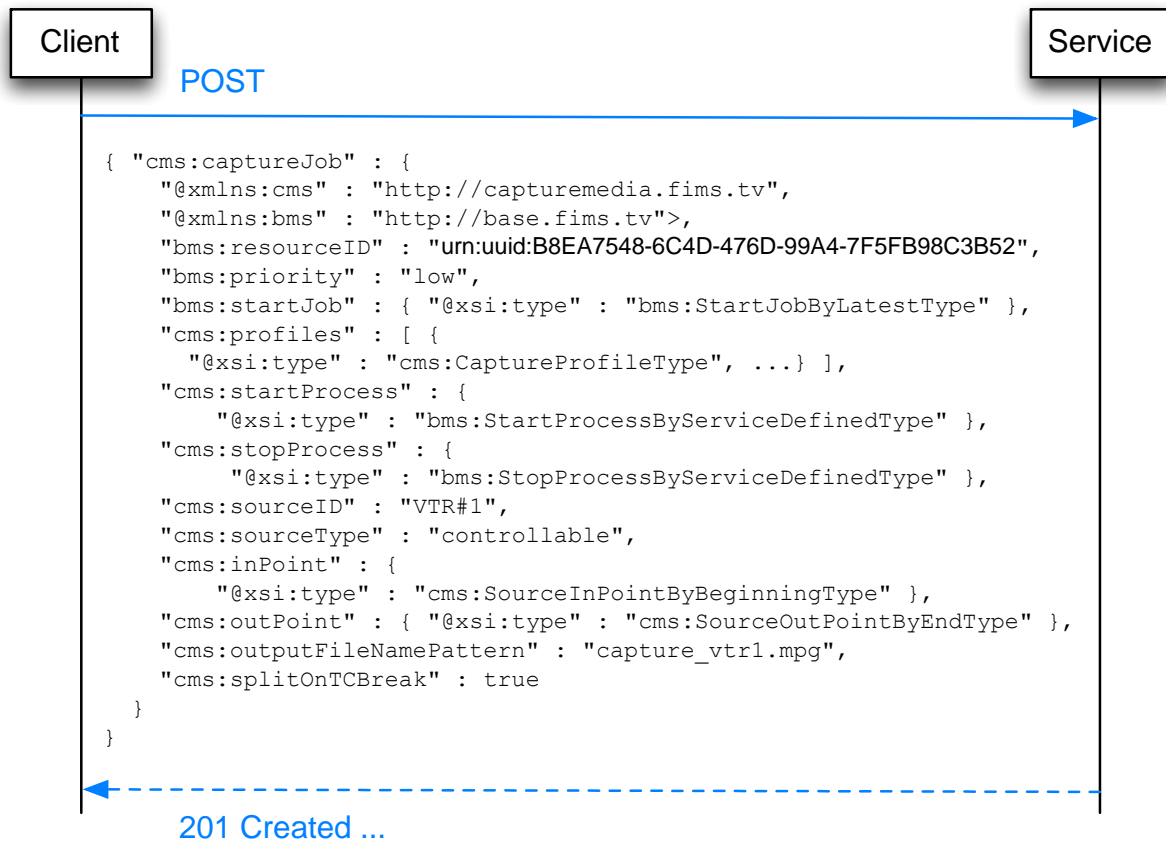 Client
Service
POST
{ "cms:captureJob" : {
    "@xmlns:cms" : "http://capturemedia.fims.tv",
    "@xmlns:bms" : "http://base.fims.tv">,
    "bms:resourceID" : "urn:uuid:B8EA7548-6C4D-476D-99A4-7F5FB98C3B52",
    "bms:priority" : "low",
    "bms:startJob" : { "@xsi:type" : "bms:StartJobByLatestType" },
    "cms:profiles" : [ {
      "@xsi:type" : "cms:CaptureProfileType", ...} ],
    "cms:startProcess" : {
        "@xsi:type" : "bms:StartProcessByServiceDefinedType" },
    "cms:stopProcess" : {
         "@xsi:type" : "bms:StopProcessByServiceDefinedType" },
    "cms:sourceID" : "VTR#1",
    "cms:sourceType" : "controllable",
    "cms:inPoint" : {
        "@xsi:type" : "cms:SourceInPointByBeginningType" },
    "cms:outPoint" : { "@xsi:type" : "cms:SourceOutPointByEndType" },
    "cms:outputFileNamePattern" : "capture_vtr1.mpg",
    "cms:splitOnTCBreak" : true
  }
}
201 Created ...